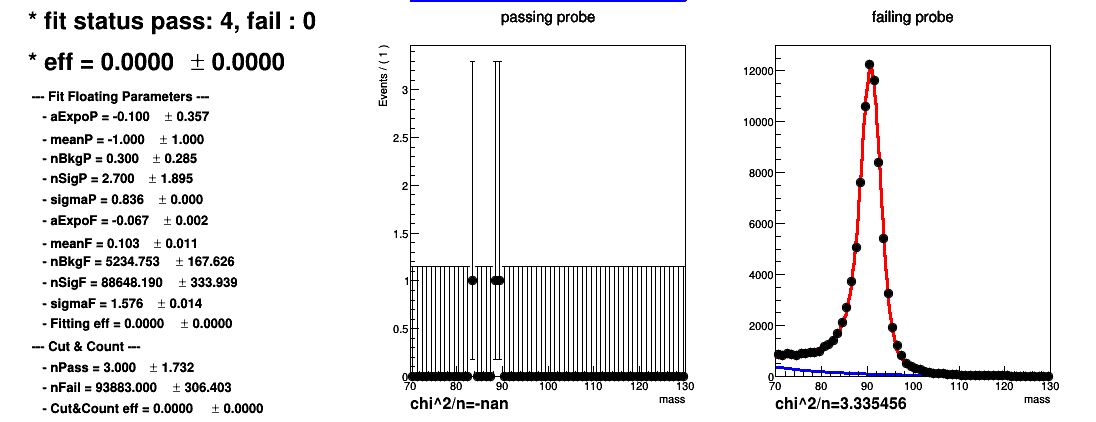 * fit status pass: 4, fail : 0
* eff = 0.0000 ± 0.0000
--- Fit Floating Parameters ---
- aExpoP = -0.100 ± 0.357
- meanP = -1.000 ± 1.000
- nBkgP = 0.300 ± 0.285
- nSigP = 2.700 ± 1.895
- sigmaP = 0.836 ± 0.000
- aExpoF = -0.067 ± 0.002
- meanF = 0.103 ± 0.011
- nBkgF = 5234.753 ± 167.626
- nSigF = 88648.190 ± 333.939
- sigmaF = 1.576 ± 0.014
- Fitting eff = 0.0000 ± 0.0000
--- Cut & Count ---
- nPass = 3.000 ± 1.732
- nFail = 93883.000 ± 306.403
- Cut&Count eff = 0.0000 ± 0.0000
passing probe
Events / ( 1 )
3
2.5
2
1.5
1
0.5
0
70 80 90 100 110 120 130
mass
chi^2/n=-nan
failing probe
12000
10000
8000
6000
4000
2000
0
70 80 90 100 110 120 130
mass
chi^2/n=3.335456